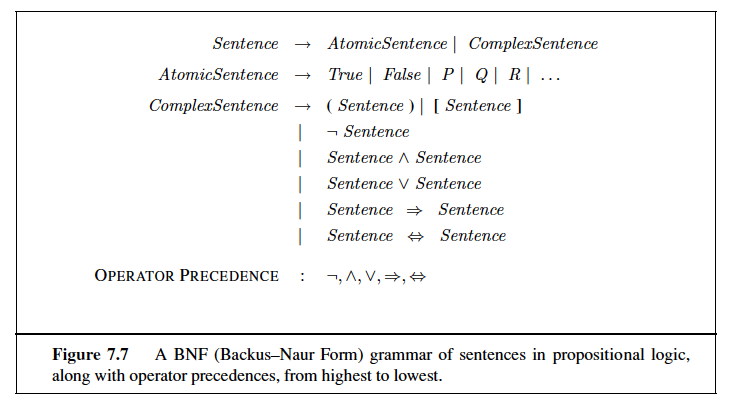 Sentence → AtomicSentence | ComplexSentence
AtomicSentence → True | False | P | Q | R | ...
ComplexSentence → ( Sentence ) | [ Sentence ]
| ¬ Sentence
| Sentence ∧ Sentence
| Sentence ∨ Sentence
| Sentence ⇒ Sentence
| Sentence ⇔ Sentence
OPERATOR PRECEDENCE : ¬, ∧, ∨, ⇒, ⇔
Figure 7.7 A BNF (Backus–Naur Form) grammar of sentences in propositional logic,
along with operator precedences, from highest to lowest.